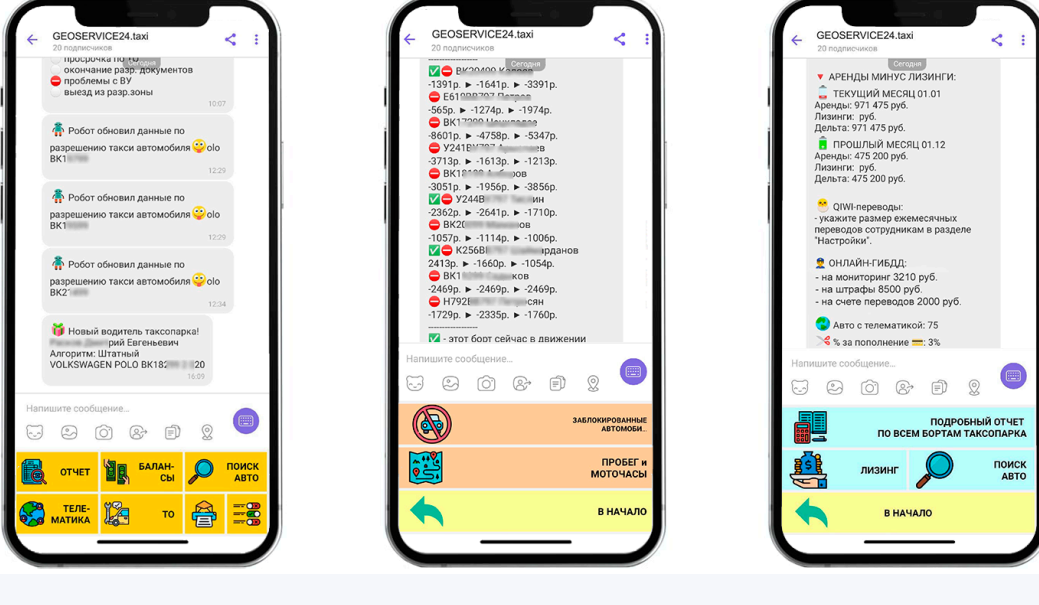 GEOSERVICE24.taxi
20 подписчиков
Сегодня
просрочка по ТО
окончание разр. документов
проблемы с ВУ
выезд из разр.зоны
10:07
Робот обновил данные по
разрешению такси автомобиля olo
12:29
Робот обновил данные по
разрешению такси автомобиля olo
12:29
Робот обновил данные по
разрешению такси автомобиля olo
12:34
Новый водитель таксопарка!
Евгеньевич
Алгоритм: Штатный
VOLKSWAGEN POLO
16:09
Напишите сообщение...
ОТЧЕТ
БАЛАН-
СЫ
ПОИСК
АВТО
ТЕЛЕ-
МАТИКА
ТО
GEOSERVICE24.taxi
20 подписчиков
Сегодня
-1391р. ► -1641р. ► -3391р.
-565р. ► -1274р. ► -1974р.
-8601р. ► -4758р. ► -5347р.
-3713р. ► -1613р. ► -1213р.
-3051р. ► -1956р. ► -3856р.
-2362р. ► -2641р. ► -1710р.
-1057р. ► -1114р. ► -1006р.
2413р. ► -1660р. ► -1054р.
-2469р. ► -2469р. ► -2469р.
-1729р. ► -2335р. ► -1760р.
- этот борт сейчас в движении
Напишите сообщение...
ЗАБЛОКИРОВАННЫЕ
АВТОМОБИ...
ПРОБЕГ и
МОТОЧАСЫ
В НАЧАЛО
GEOSERVICE24.taxi
20 подписчиков
Сегодня
АРЕНДЫ МИНУС ЛИЗИНГИ:
ТЕКУЩИЙ МЕСЯЦ 01.01
Аренды: 971 475 руб.
Лизинги: руб.
Дельта: 971 475 руб.
ПРОШЛЫЙ МЕСЯЦ 01.12
Аренды: 475 200 руб.
Лизинги: руб.
Дельта: 475 200 руб.
QIWI-переводы:
- укажите размер ежемесячных
переводов сотрудникам в разделе
"Настройки".
ОНЛАЙН-ГИБДД:
- на мониторинг 3210 руб.
- на штрафы 8500 руб.
- на счете переводов 2000 руб.
Авто с телематикой: 75
% за пополнение : 3%
Напишите сообщение...
ПОДРОБНЫЙ ОТЧЕТ
ПО ВСЕМ БОРТАМ ТАКСОПАРКА
ЛИЗИНГ
ПОИСК
АВТО
В НАЧАЛО